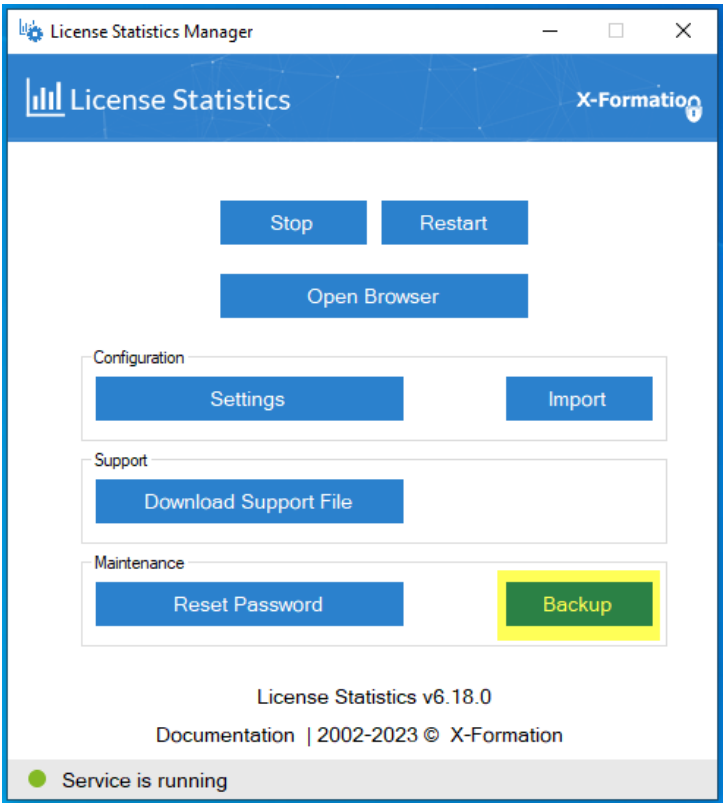 License Statistics Manager
License Statistics
X-Formation
Stop
Restart
Open Browser
Configuration
Settings
Import
Support
Download Support File
Maintenance
Reset Password
Backup
License Statistics v6.18.0
Documentation | 2002-2023 © X-Formation
Service is running